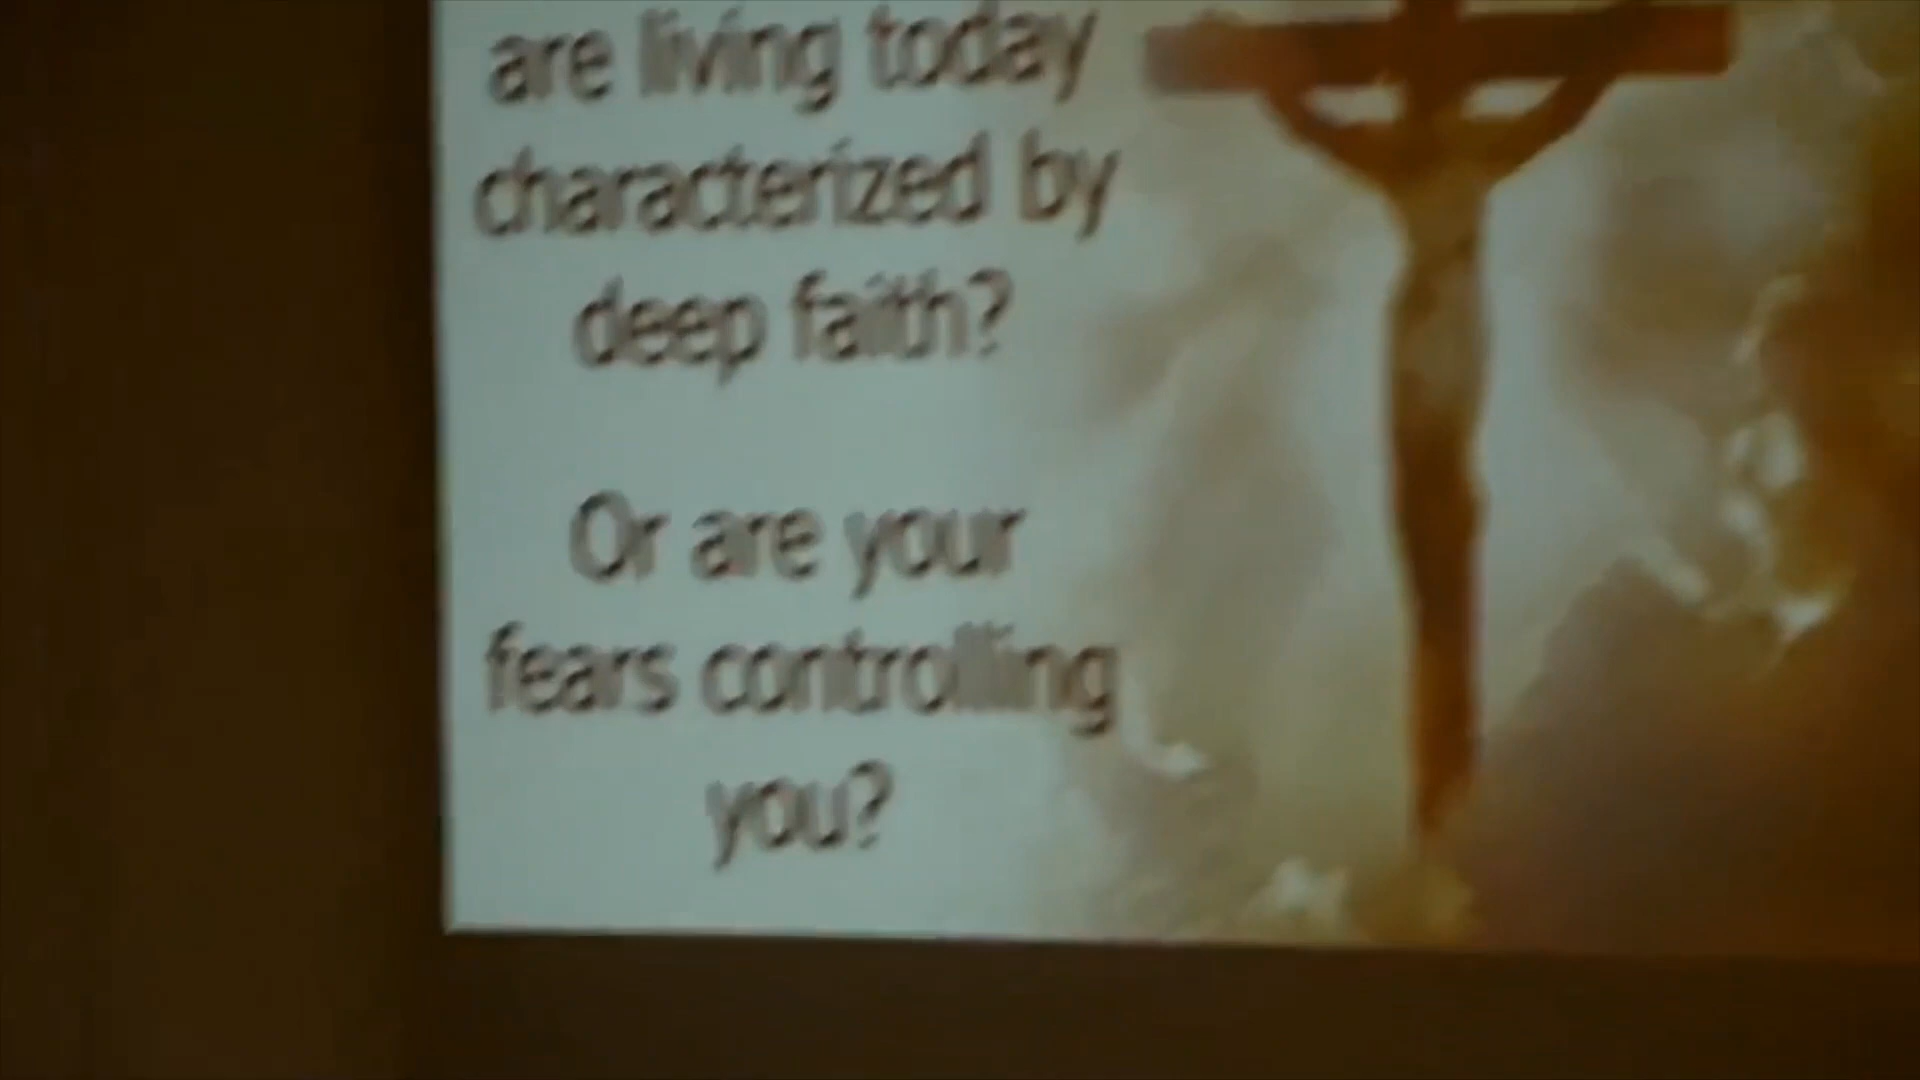 are living today
characterized by
deep faith?
Or are your
fears controlling
you?